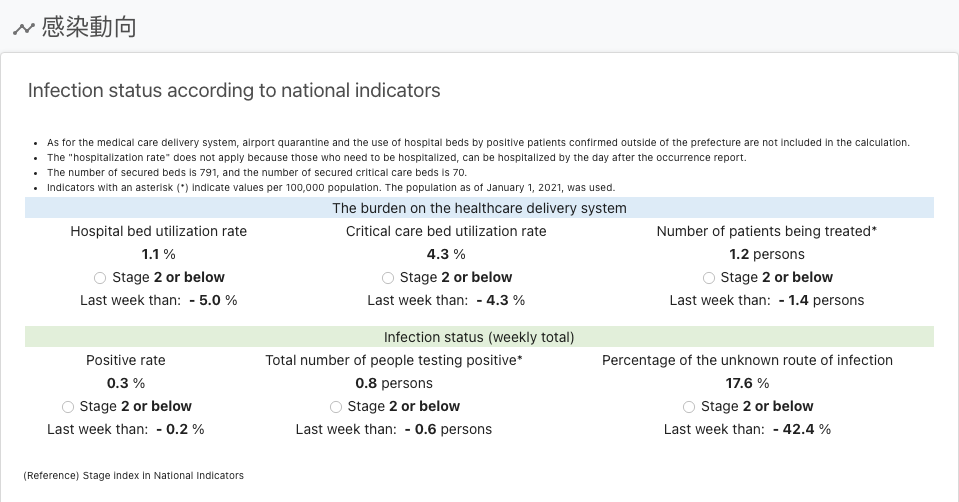 感染動向
Infection status according to national indicators
• As for the medical care delivery system, airport quarantine and the use of hospital beds by positive patients confirmed outside of the prefecture are not included in the calculation.
• The "hospitalization rate" does not apply because those who need to be hospitalized, can be hospitalized by the day after the occurrence report.
• The number of secured beds is 791, and the number of secured critical care beds is 70.
• Indicators with an asterisk (*) indicate values per 100,000 population. The population as of January 1, 2021, was used.
The burden on the healthcare delivery system
Hospital bed utilization rate Critical care bed utilization rate Number of patients being treated*
1.1 % 4.3 % 1.2 persons
Stage 2 or below Stage 2 or below Stage 2 or below
Last week than: - 5.0 % Last week than: - 4.3 % Last week than: - 1.4 persons
Infection status (weekly total)
Positive rate Total number of people testing positive* Percentage of the unknown route of infection
0.3 % 0.8 persons 17.6 %
Stage 2 or below Stage 2 or below Stage 2 or below
Last week than: - 0.2 % Last week than: - 0.6 persons Last week than: - 42.4 %
(Reference) Stage index in National Indicators